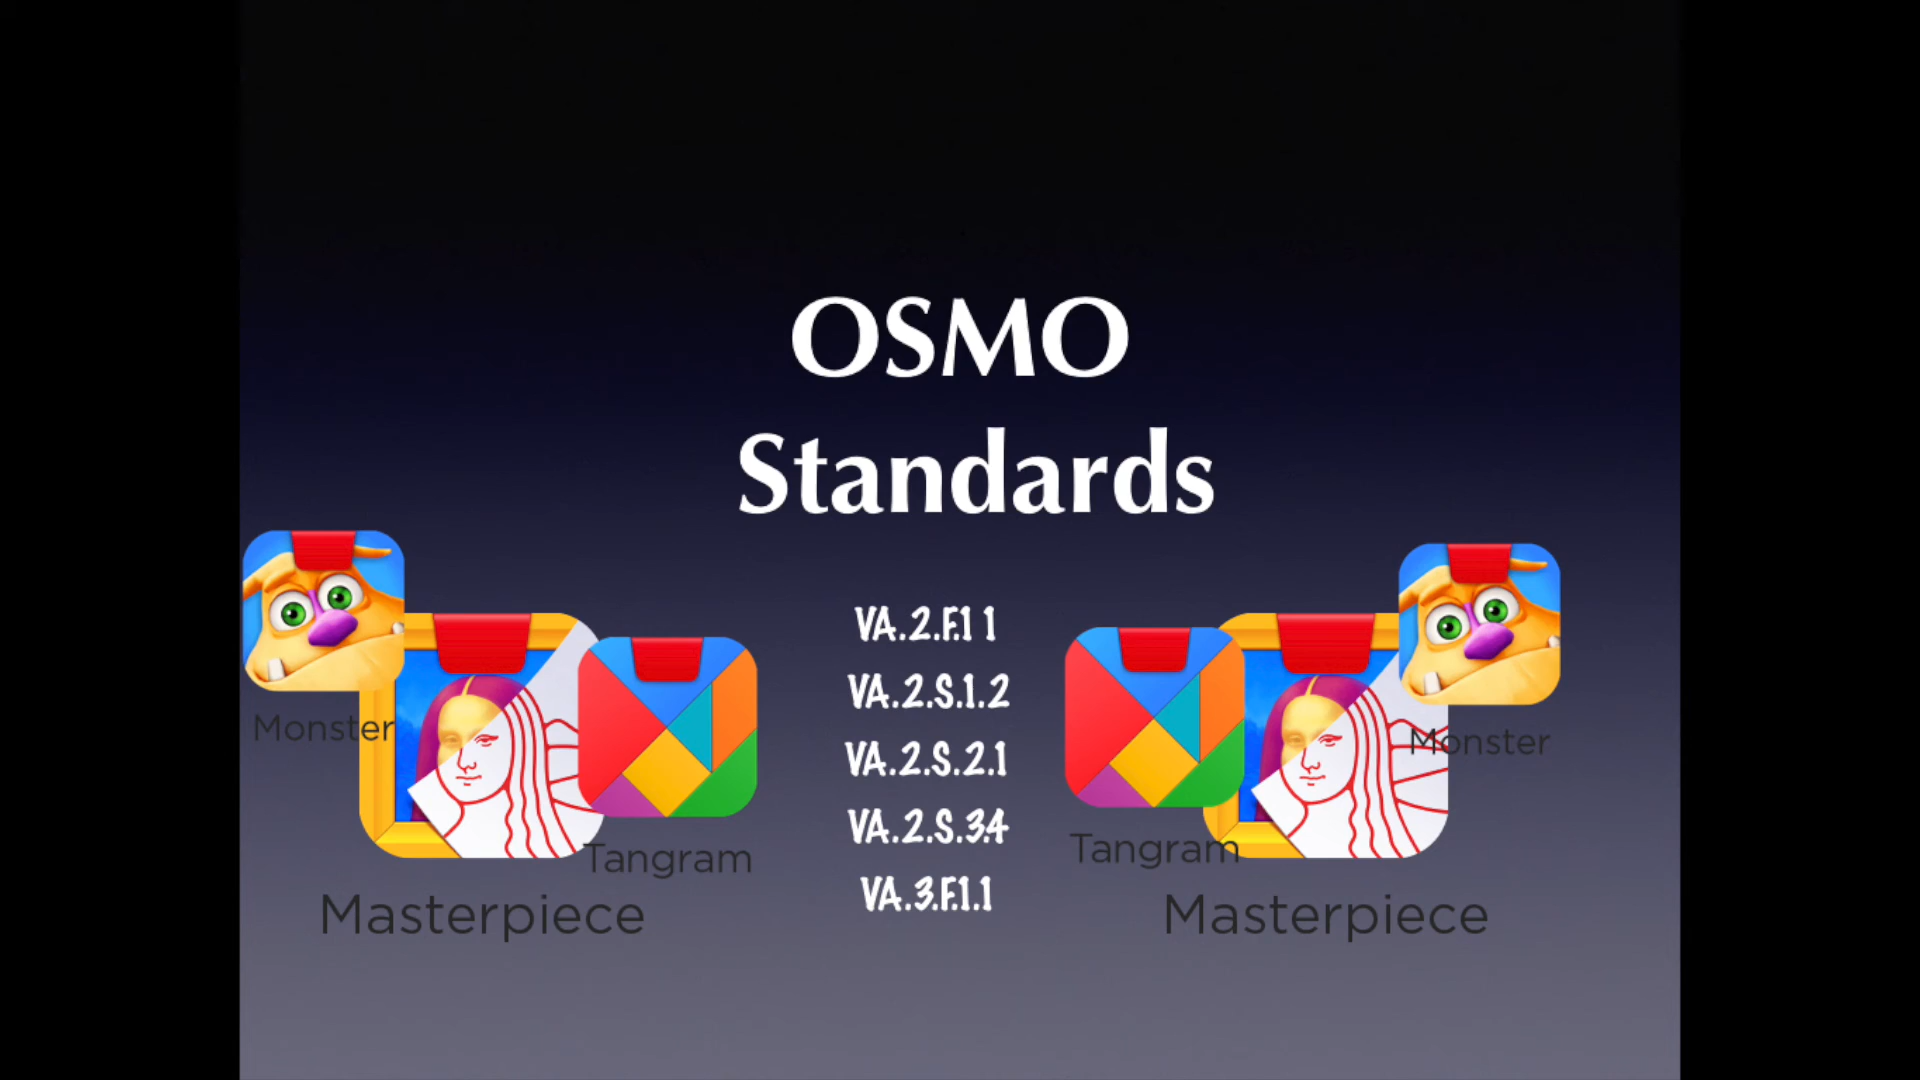 OSMO
Standards
VA.2.F.1 1
VA.2.S.1.2
VA.2.S.2.1
VA.2.S.3.4
VA.3.F.1.1
Monster
Tangram
Masterpiece
Monster
Tangram
Masterpiece